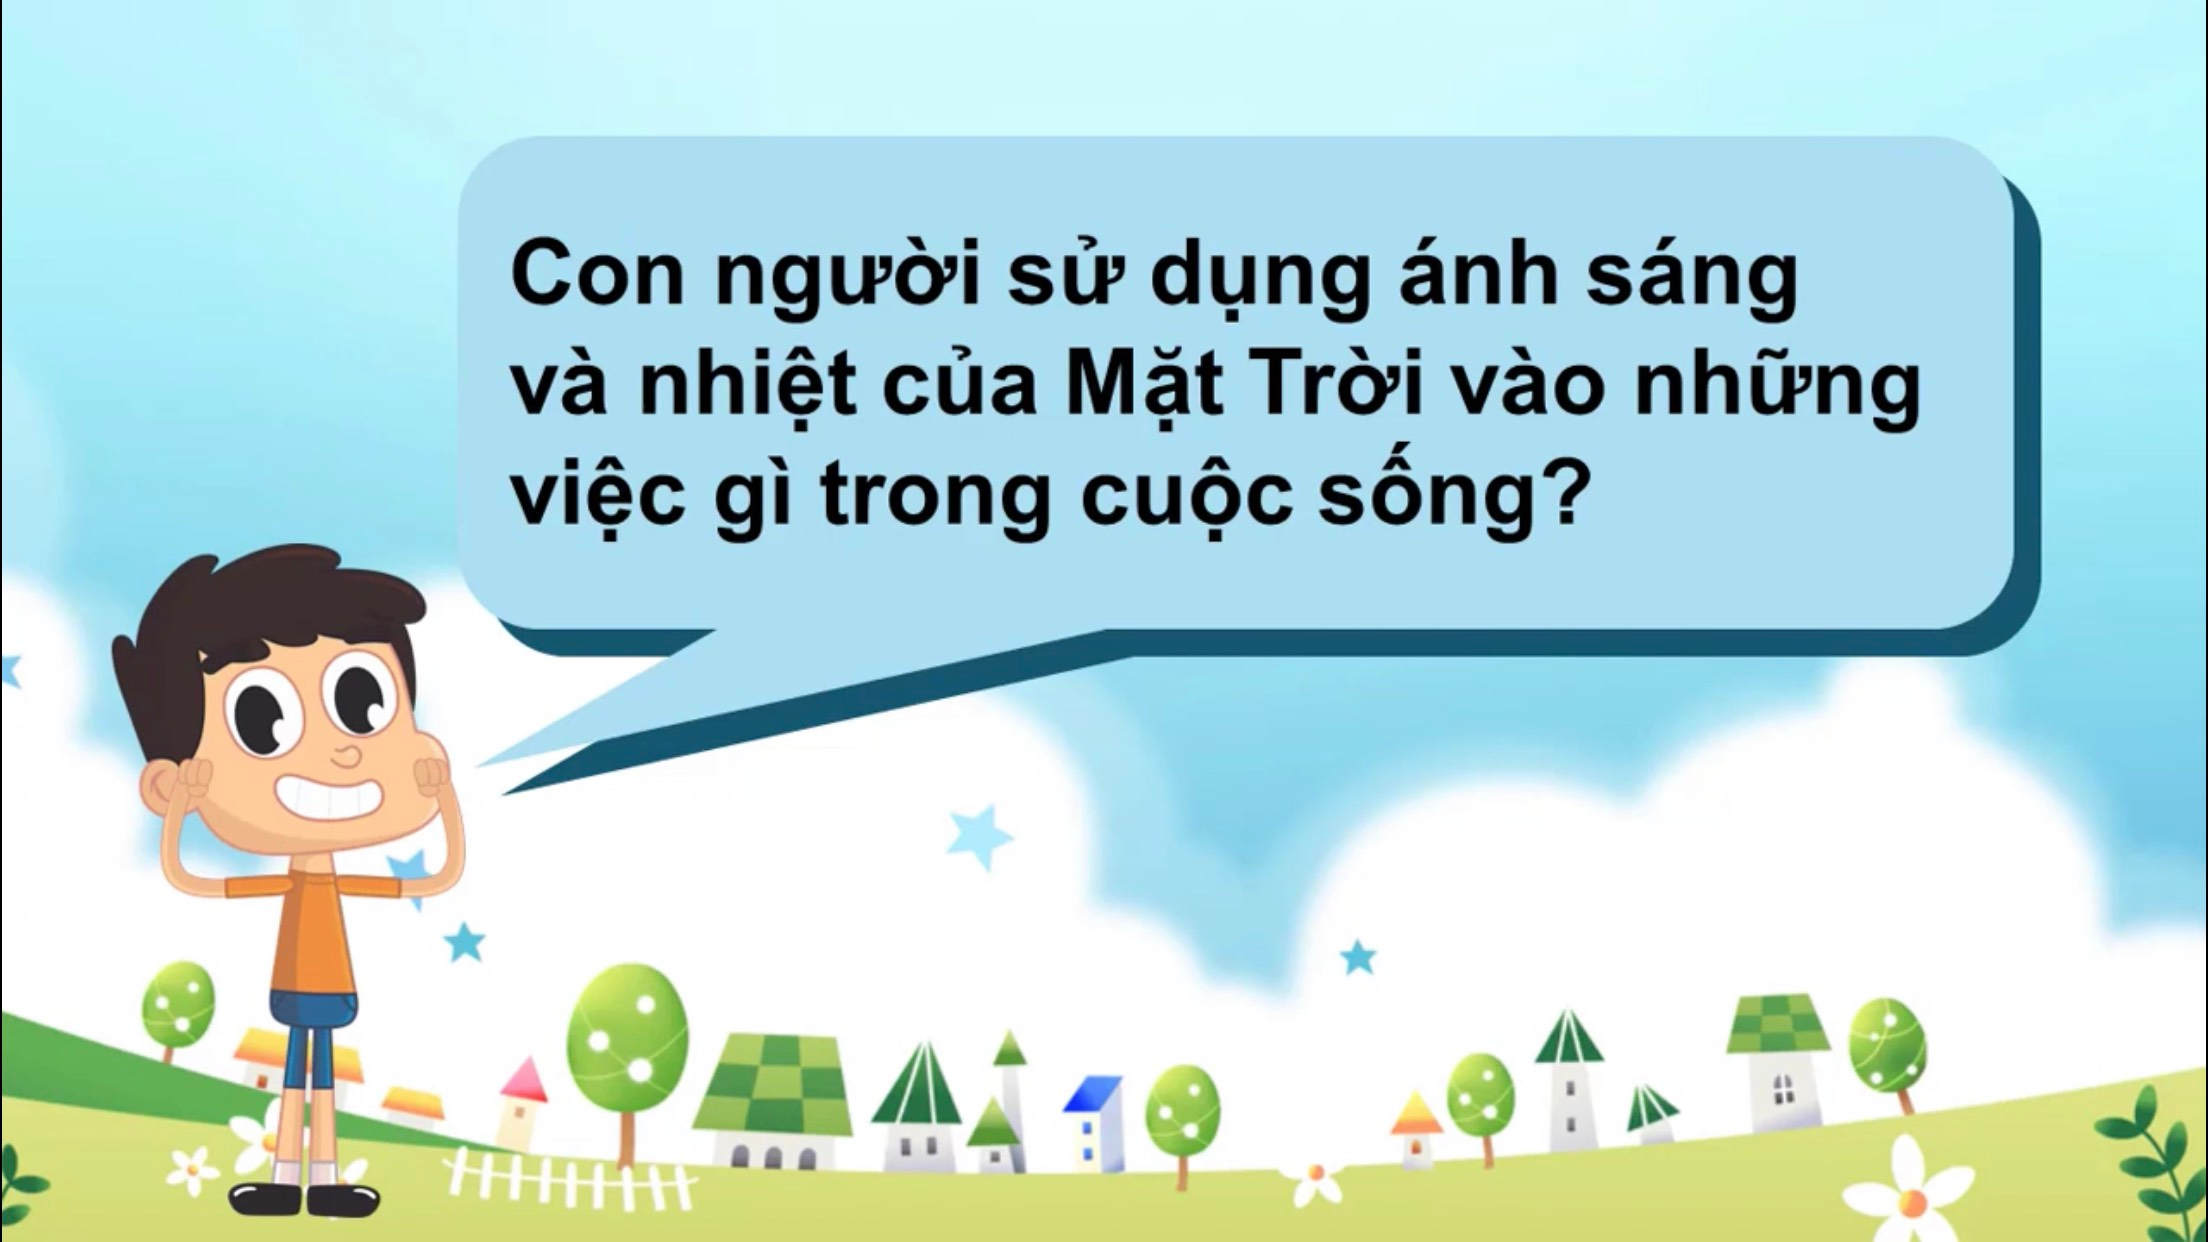 Con người sử dụng ánh sáng
và nhiệt của Mặt Trời vào những
việc gì trong cuộc sống?